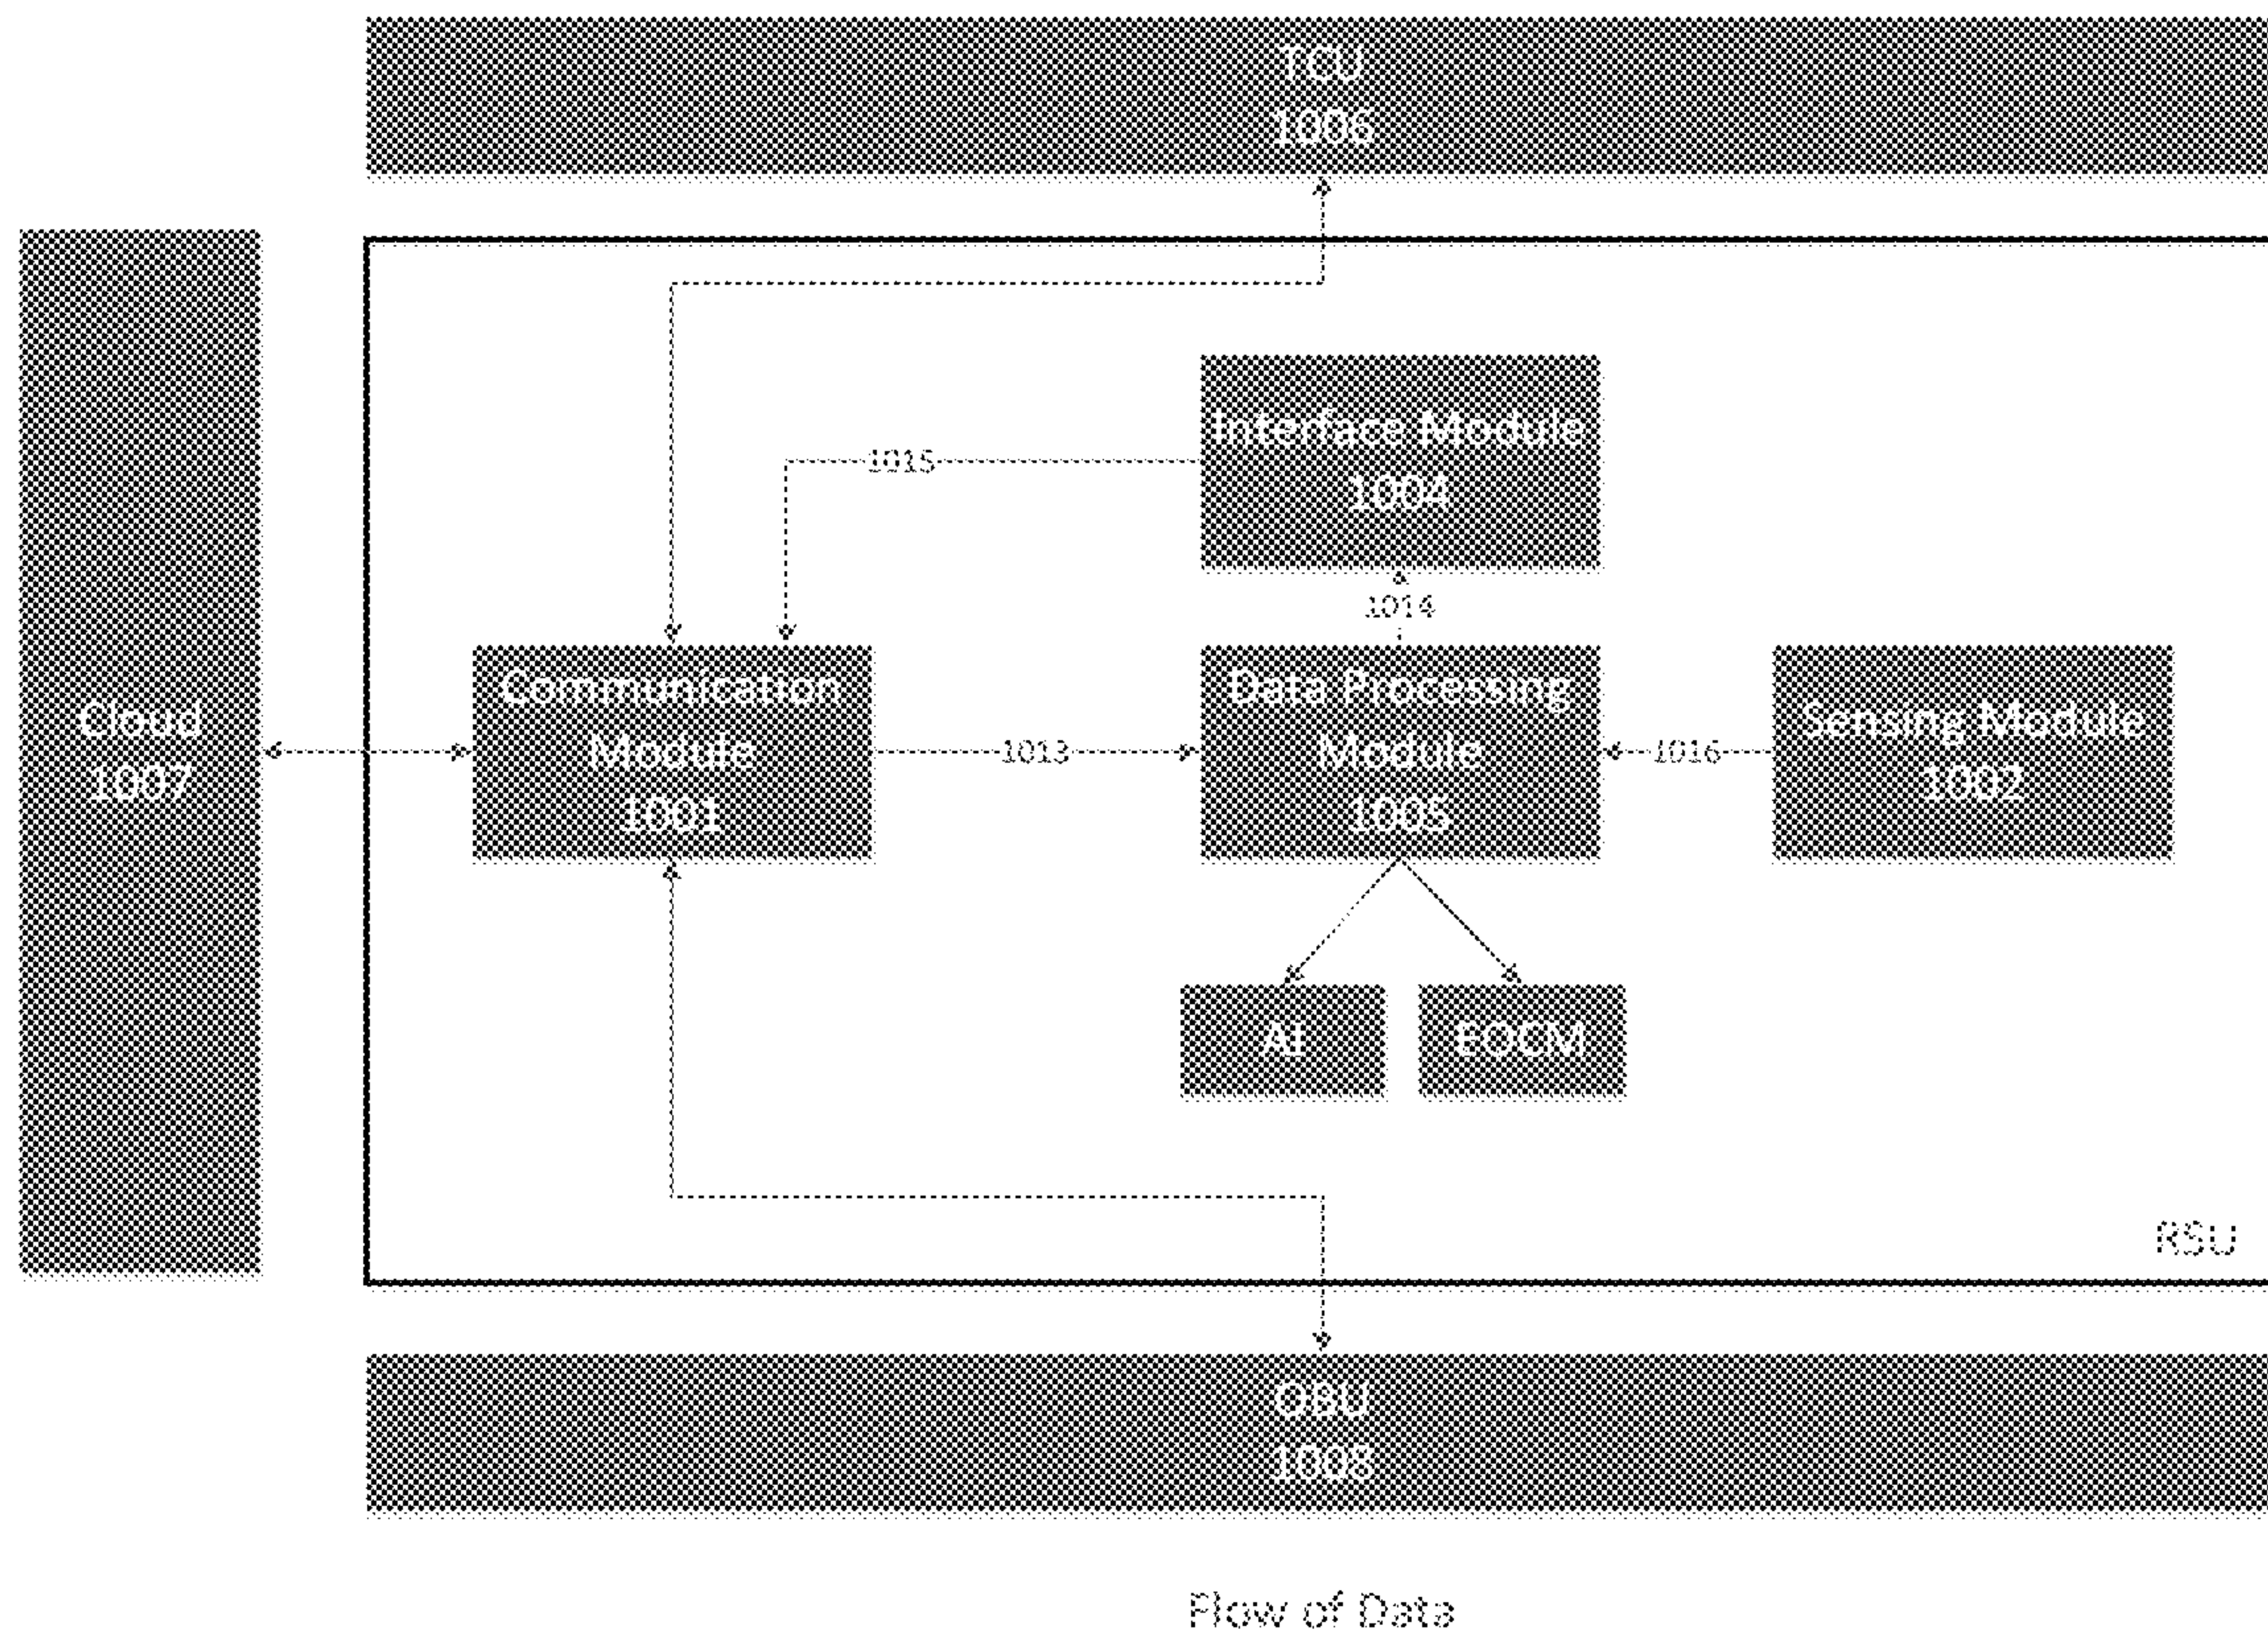 TCU
1006
Interface Module
1004
1015
1014
Cloud
1007
Communication
Module
1001
1013
Data Processing
Module
1005
1016
Sensing Module
1002
AI
EOCM
RSU
OBU
1008
Flow of Data